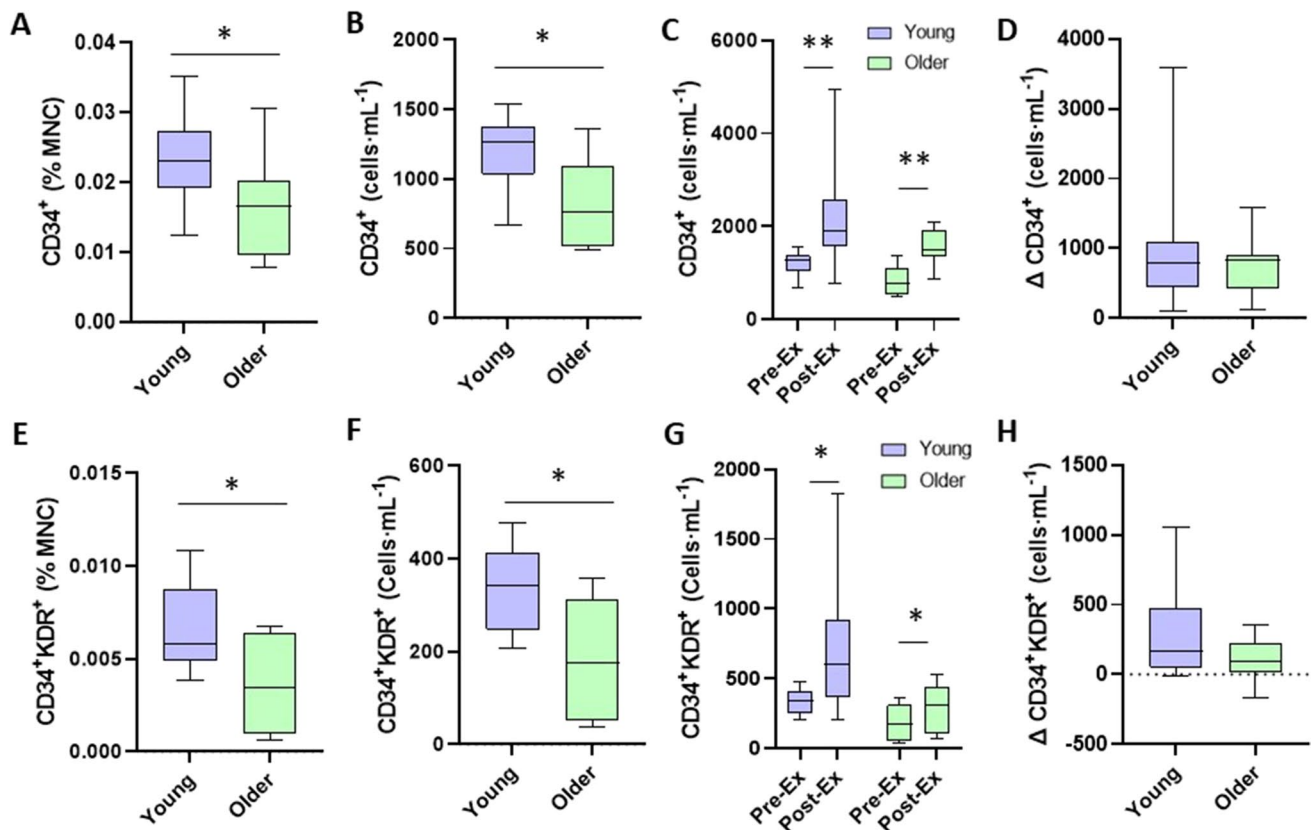 A
CD34⁺ (% MNC)
0.04
0.03
0.02
0.01
0.00
*
Young
Older
B
CD34⁺ (cells·mL⁻¹)
2000
1500
1000
500
0
*
Young
Older
C
CD34⁺ (cells·mL⁻¹)
6000
4000
2000
0
Young
Older
**
**
Pre-Ex
Post-Ex
Pre-Ex
Post-Ex
D
Δ CD34⁺ (cells·mL⁻¹)
4000
3000
2000
1000
0
Young
Older
E
CD34⁺KDR⁺ (% MNC)
0.015
0.010
0.005
0.000
*
Young
Older
F
CD34⁺KDR⁺ (Cells·mL⁻¹)
600
400
200
0
*
Young
Older
G
CD34⁺KDR⁺ (Cells·mL⁻¹)
2000
1500
1000
500
0
Young
Older
*
*
Pre-Ex
Post-Ex
Pre-Ex
Post-Ex
H
Δ CD34⁺KDR⁺ (cells·mL⁻¹)
1500
1000
500
0
-500
Young
Older